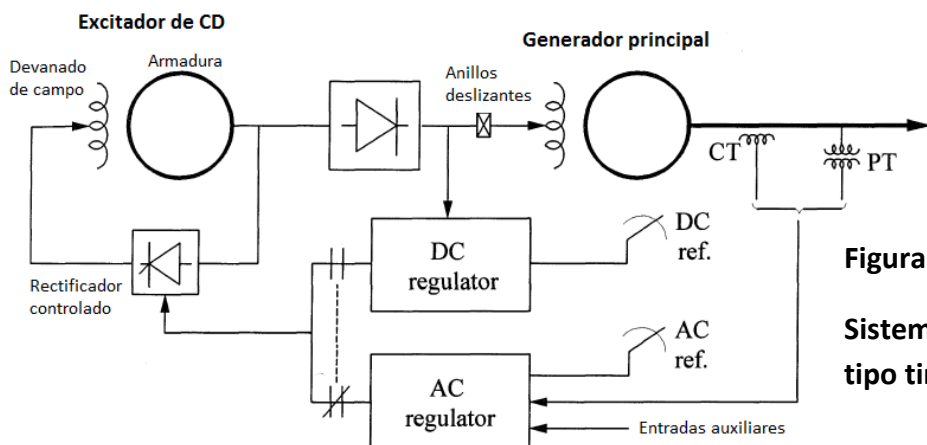 Excitador de CD
Generador principal
Devanado
de campo
Armadura
Anillos
deslizantes
CT
PT
DC
regulator
DC
ref.
Rectificador
controlado
AC
regulator
AC
ref.
Entradas auxiliares
Figura
Sistem
tipo